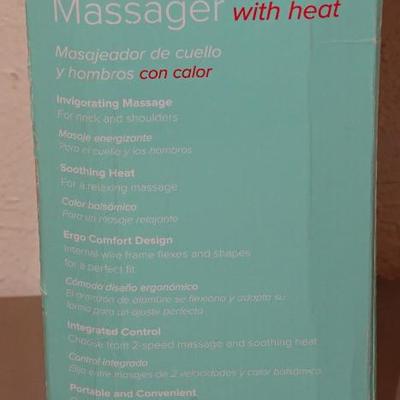 Massager with heat
Masajeador de cuello
y hombros con calor
Invigorating Massage
For neck and shoulders
Masaje energizante
Para el cuello y los hombros
Soothing Heat
For a relaxing massage
Calor balsámico
Para un masaje relajante
Ergo Comfort Design
Internal wire frame flexes and shapes
for a perfect fit
Cómodo diseño ergonómico
El armazón de alambre se flexiona y adapta su
forma para un ajuste perfecto
Integrated Control
Choose from 2-speed massage and soothing heat
Control integrado
Elija entre masajes de 2 velocidades y calor balsámico
Portable and Convenient